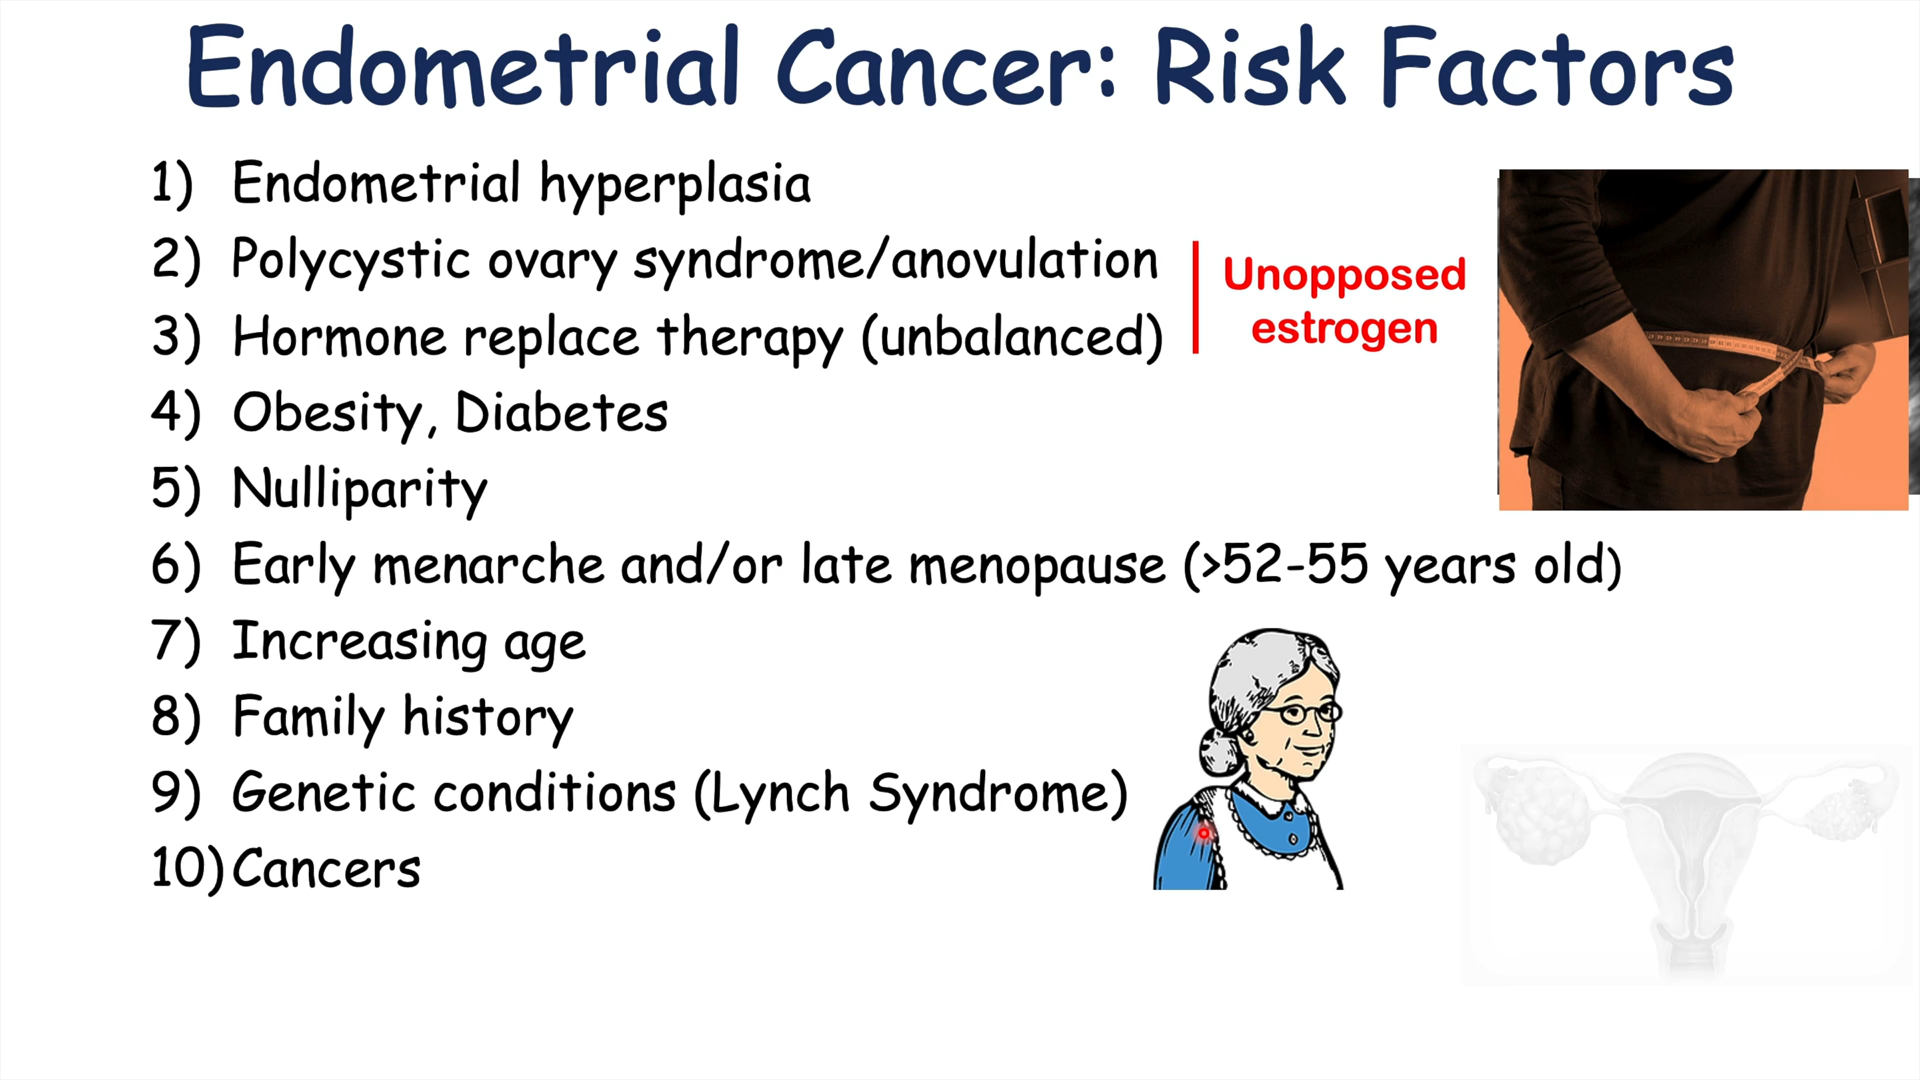 Endometrial Cancer: Risk Factors
1) Endometrial hyperplasia
2) Polycystic ovary syndrome/anovulation
3) Hormone replace therapy (unbalanced)
Unopposed
estrogen
4) Obesity, Diabetes
5) Nulliparity
6) Early menarche and/or late menopause (>52-55 years old)
7) Increasing age
8) Family history
9) Genetic conditions (Lynch Syndrome)
10) Cancers